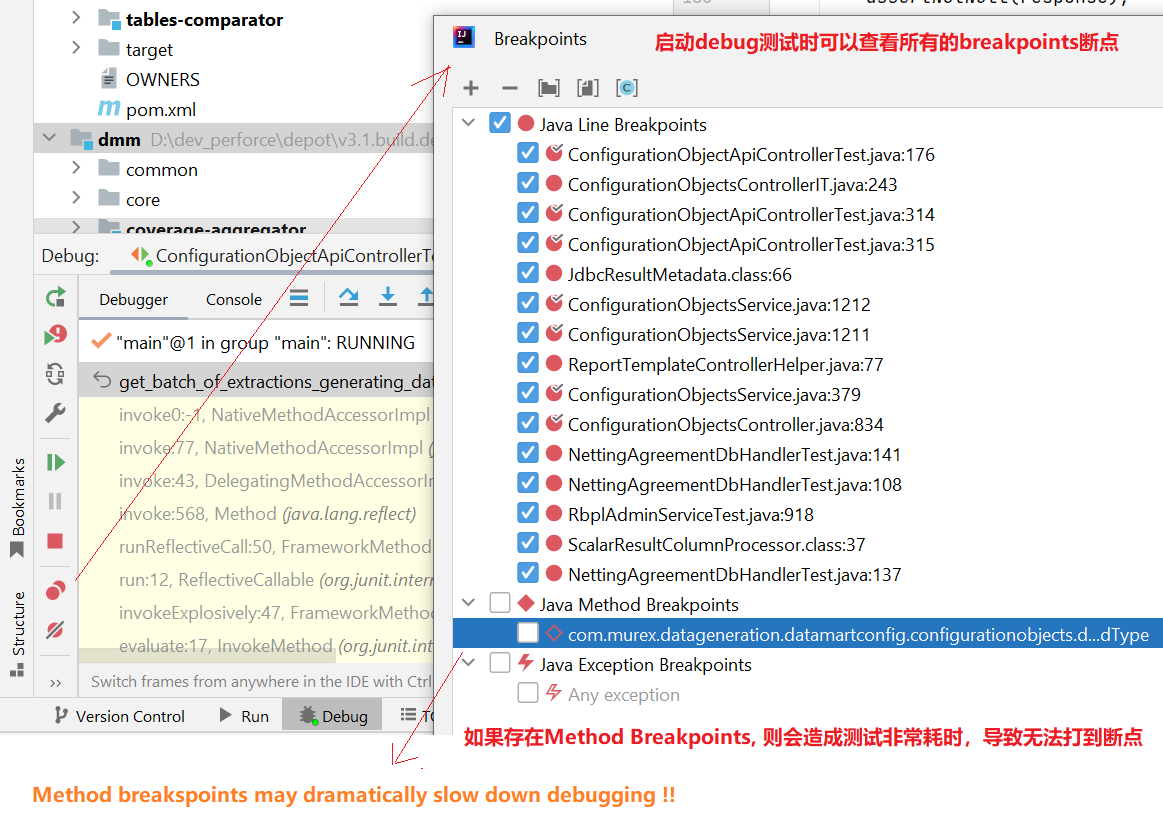 tables-comparator
target
OWNERS
pom.xml
dmm D:\dev_perforce\depot\v3.1.build.de
common
core
coverage-aggregator
Debug: ConfigurationObjectApiControllerTe
Debugger Console
"main"@1 in group "main": RUNNING
get_batch_of_extractions_generating_dat
invoke0:-1, NativeMethodAccessorImpl
invoke:77, NativeMethodAccessorImpl (
invoke:43, DelegatingMethodAccessorIm
invoke:568, Method (java.lang.reflect)
runReflectiveCall:50, FrameworkMethod
run:12, ReflectiveCallable (org.junit.intern
invokeExplosively:47, FrameworkMethod
evaluate:17, InvokeMethod (org.junit.inte
Switch frames from anywhere in the IDE with Ctrl
Bookmarks
Structure
Version Control Run Debug TO
assertNotNull(response);
Breakpoints
启动debug测试时可以查看所有的breakpoints断点
Java Line Breakpoints
ConfigurationObjectApiControllerTest.java:176
ConfigurationObjectsControllerIT.java:243
ConfigurationObjectApiControllerTest.java:314
ConfigurationObjectApiControllerTest.java:315
JdbcResultMetadata.class:66
ConfigurationObjectsService.java:1212
ConfigurationObjectsService.java:1211
ReportTemplateControllerHelper.java:77
ConfigurationObjectsService.java:379
ConfigurationObjectsController.java:834
NettingAgreementDbHandlerTest.java:141
NettingAgreementDbHandlerTest.java:108
RbplAdminServiceTest.java:918
ScalarResultColumnProcessor.class:37
NettingAgreementDbHandlerTest.java:137
Java Method Breakpoints
com.murex.datageneration.datamartconfig.configurationobjects.d...dType
Java Exception Breakpoints
Any exception
如果存在Method Breakpoints, 则会造成测试非常耗时，导致无法打到断点
Method breakspoints may dramatically slow down debugging !!